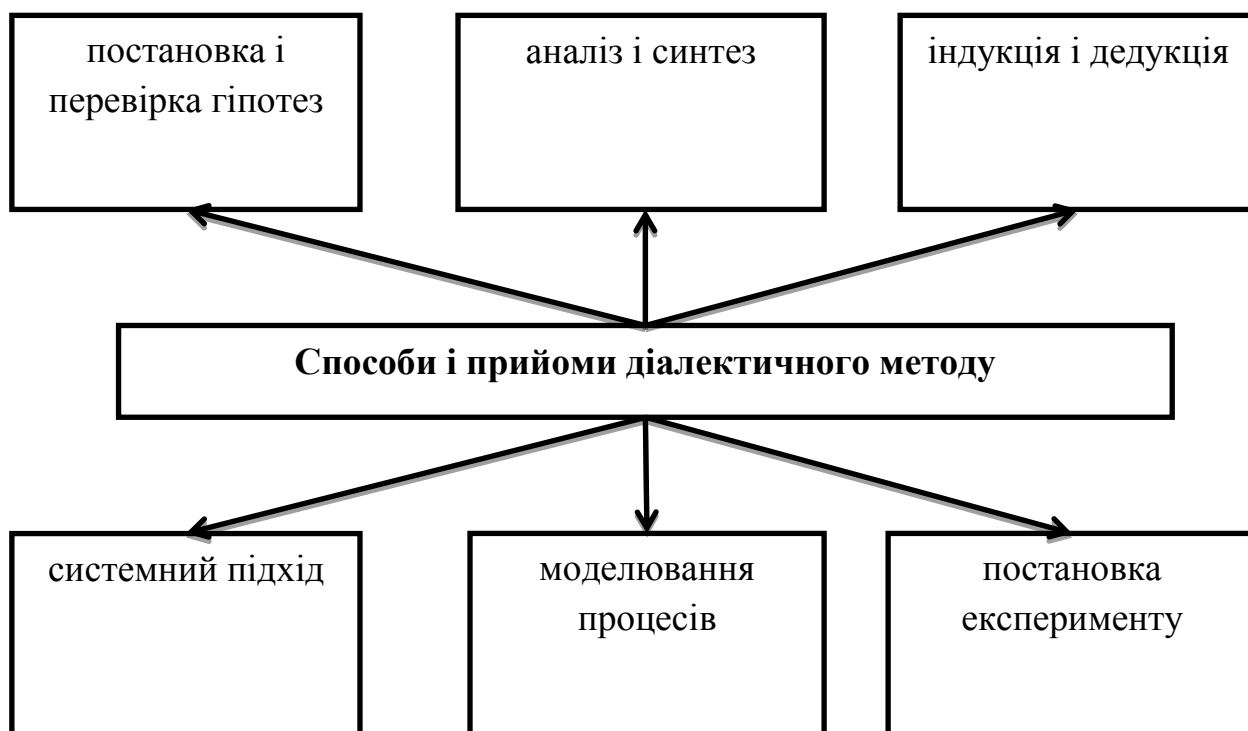 постановка і
перевірка гіпотез
аналіз і синтез
індукція і дедукція
Способи і прийоми діалектичного методу
системний підхід
моделювання
процесів
постановка
експерименту